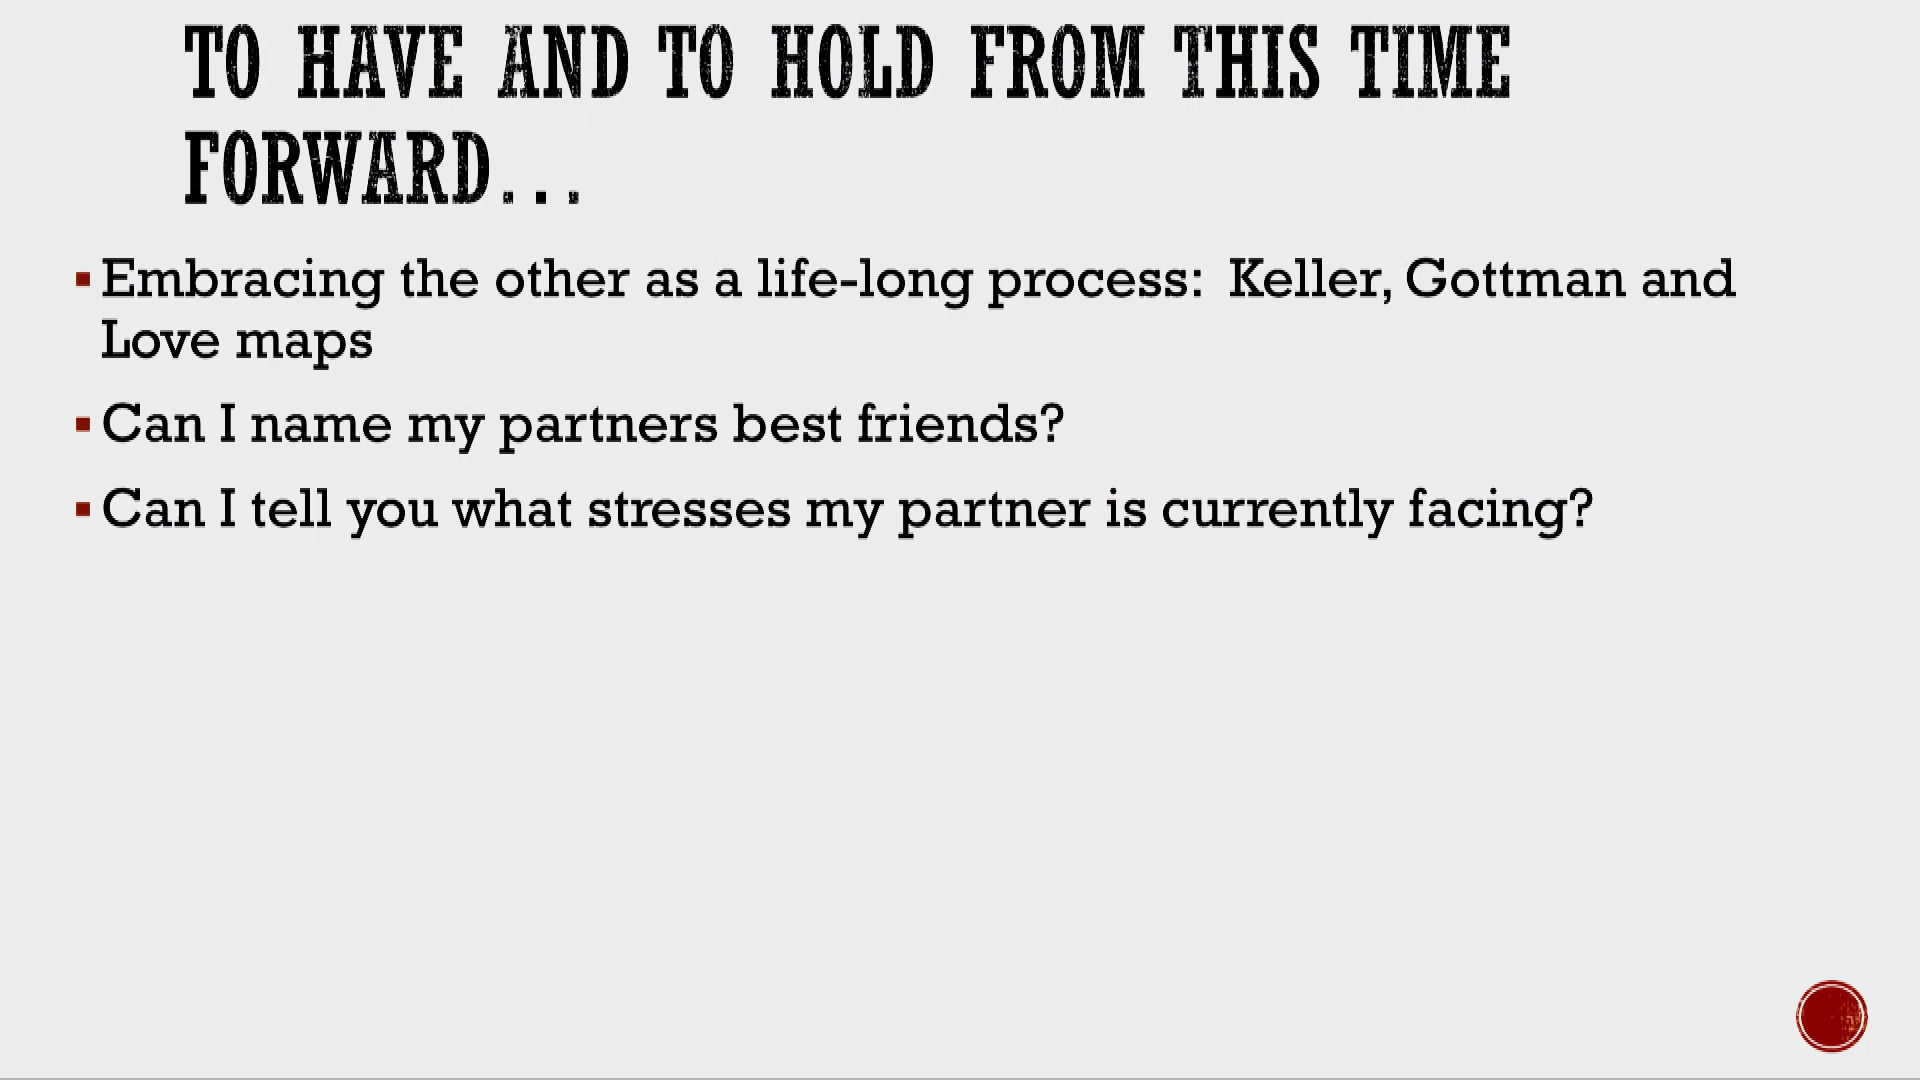 TO HAVE AND TO HOLD FROM THIS TIME
FORWARD...
Embracing the other as a life-long process:  Keller, Gottman and
Love maps
Can I name my partners best friends?
Can I tell you what stresses my partner is currently facing?